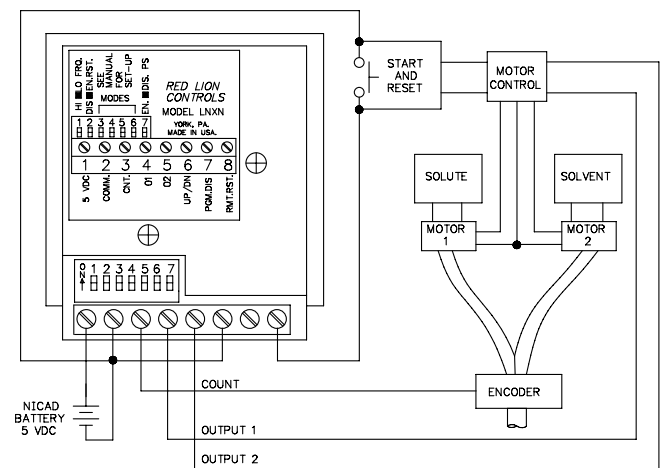 HI ■ LO FRQ.
DIS ■ EN.RST.
SEE
MANUAL
FOR
SET-UP
EN. ■ DIS. PS
MODES
1 2 3 4 5 6 7
RED LION
CONTROLS
MODEL LNXN
YORK, PA.
MADE IN USA.
1 2 3 4 5 6 7 8
5 VDC
COMM.
CNT.
O1
O2
UP/DN
PGM.DIS
RMT.RST.
ON
1 2 3 4 5 6 7
START
AND
RESET
MOTOR
CONTROL
SOLUTE
SOLVENT
MOTOR
1
MOTOR
2
COUNT
ENCODER
NICAD
BATTERY
5 VDC
OUTPUT 1
OUTPUT 2